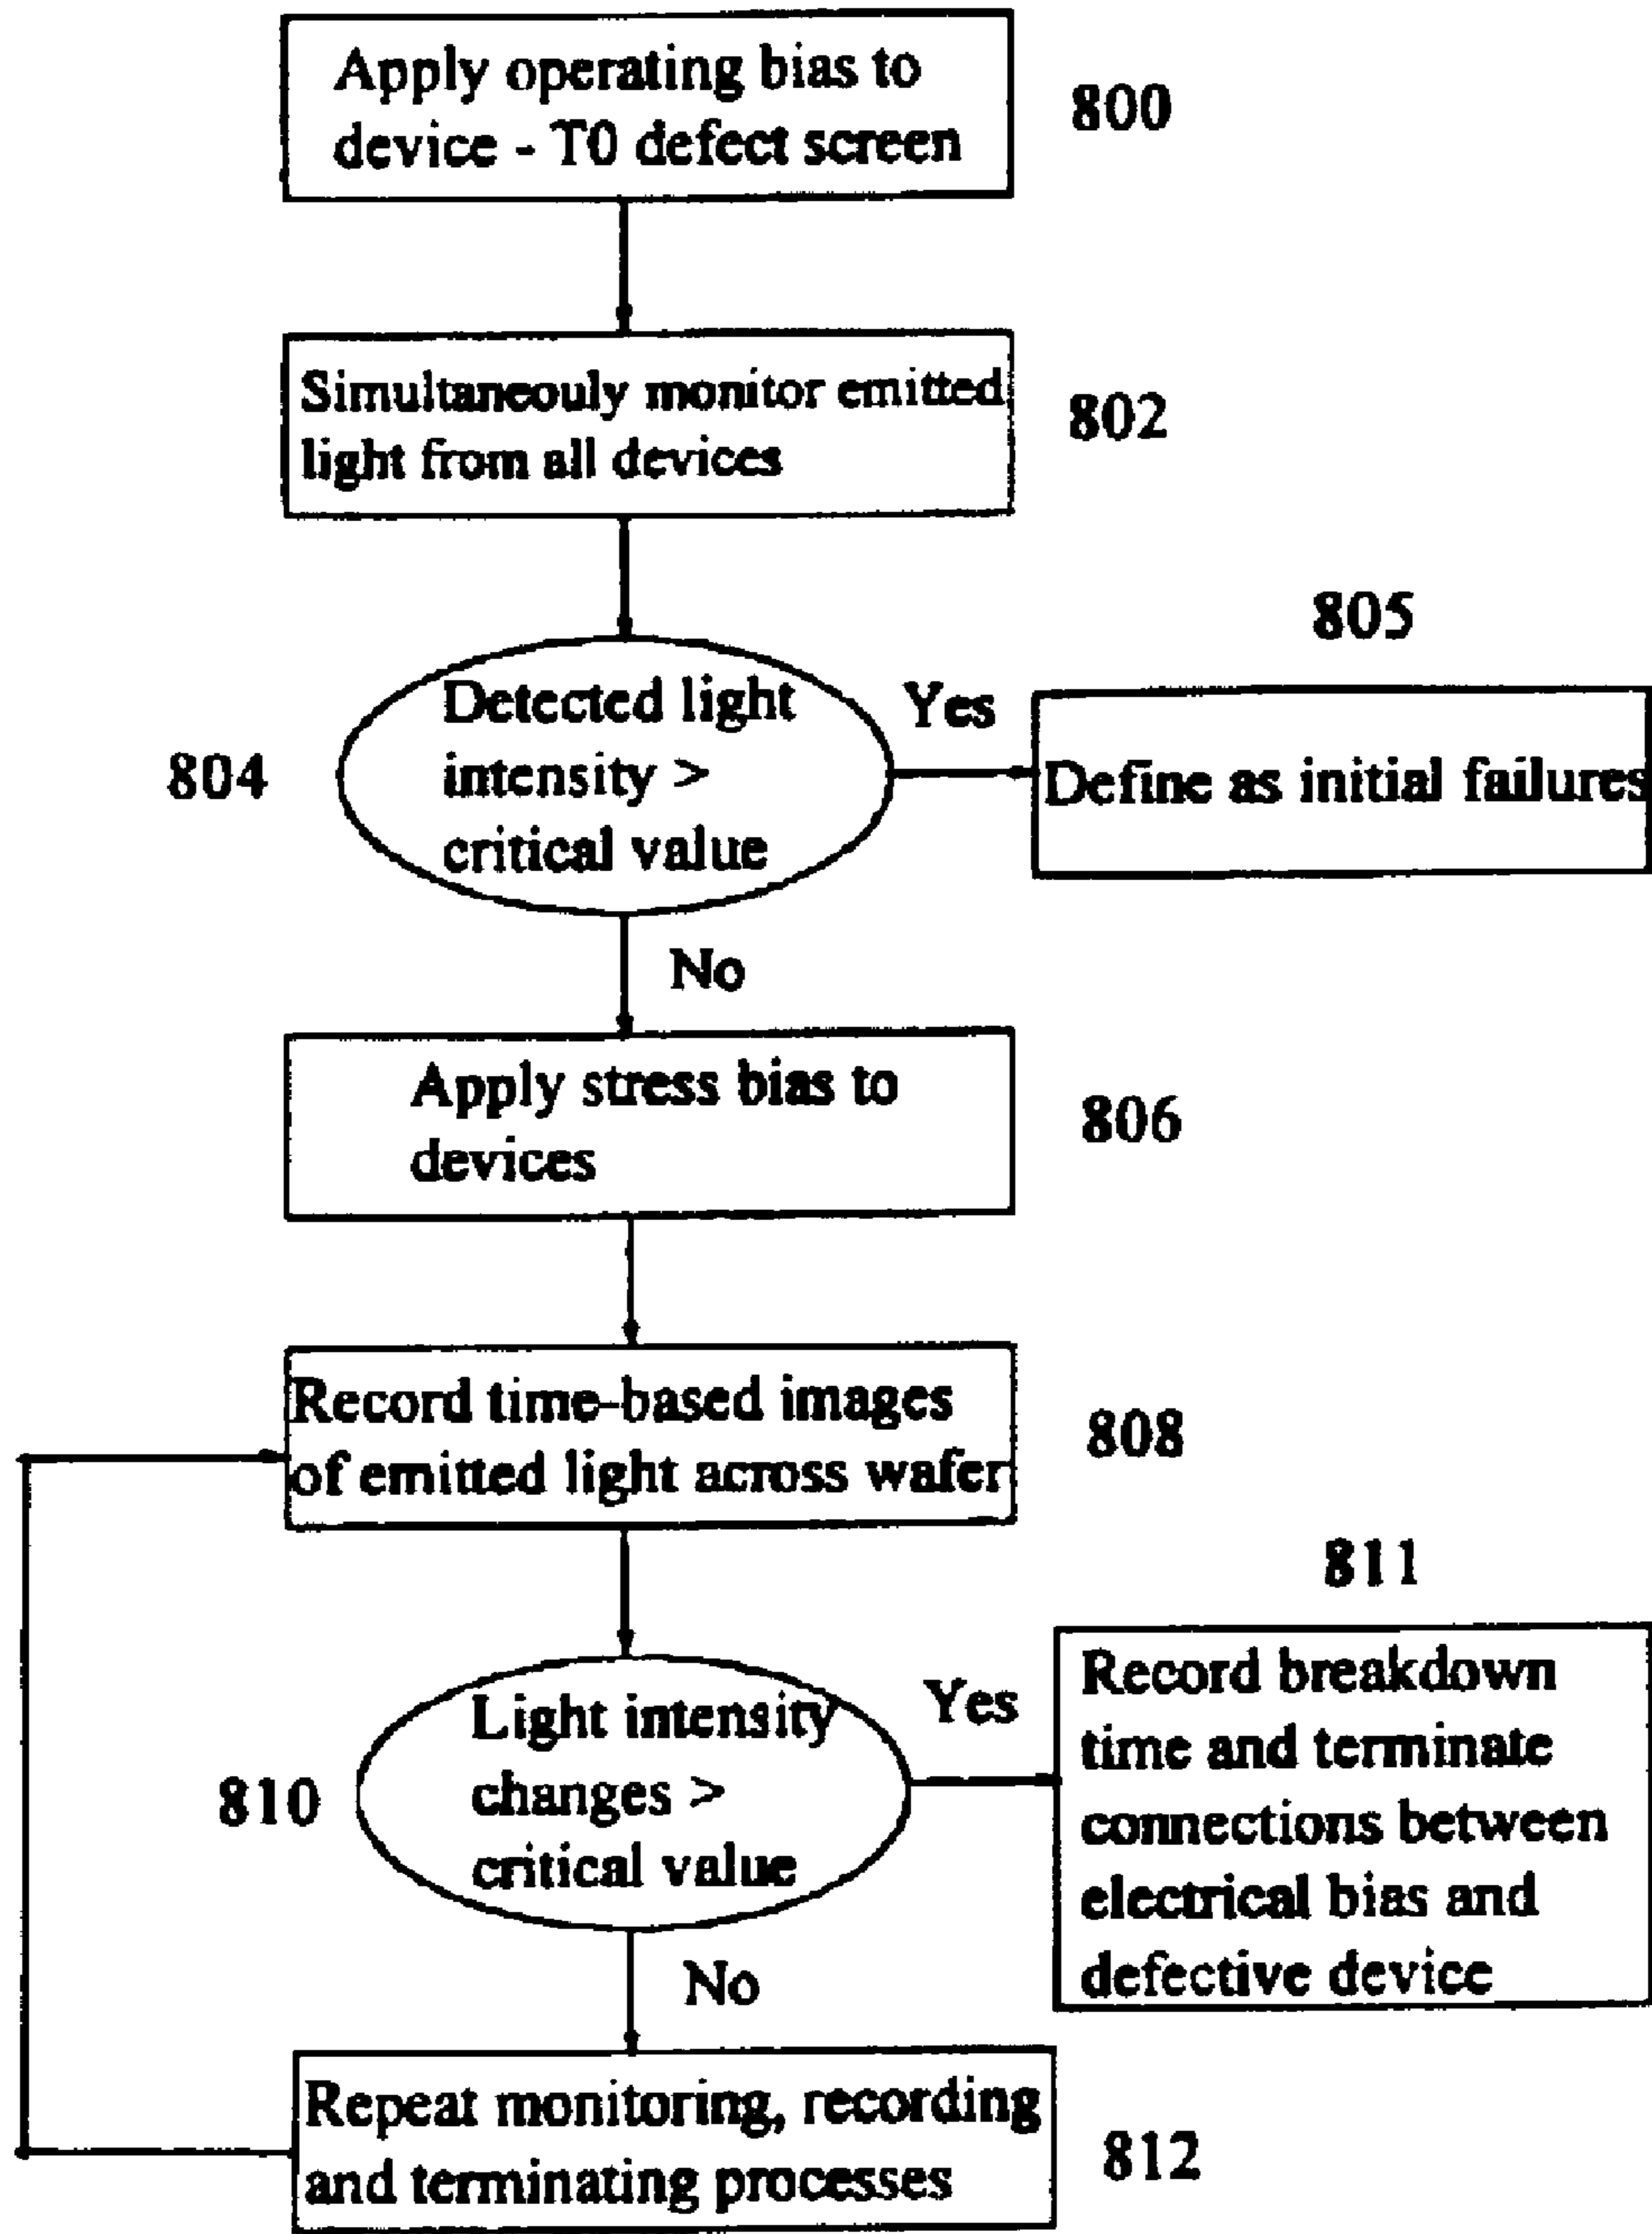 Apply operating bias to
device - T0 defect screen
800
Simultaneouly monitor emitted
light from all devices
802
804
Detected light
intensity >
critical value
Yes
805
Define as initial failures
No
Apply stress bias to
devices
806
Record time-based images
of emitted light across wafer
808
810
Light intensity
changes >
critical value
Yes
811
Record breakdown
time and terminate
connections between
electrical bias and
defective device
No
Repeat monitoring, recording
and terminating processes
812